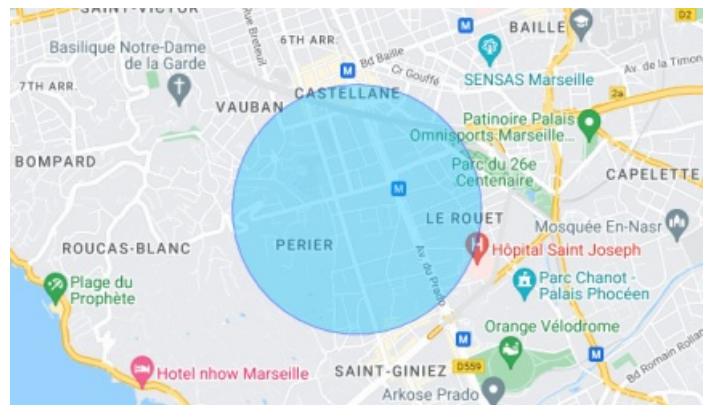 SAINT-VICTOR
Rue Breteuil
6TH ARR.
BAILLE
D2
Basilique Notre-Dame
de la Garde
Bd Baille
Cr Gouffé
SENSAS Marseille
Av. de la Timon
7TH ARR.
M
M
CASTELLANE
2a
VAUBAN
Patinoire Palais
Omnisports Marseille...
BOMPARD
Parc du 26e
Centenaire
CAPELETTE
M
LE ROUET
Mosquée En-Nasr
ROUCAS-BLANC
PERIER
H
Hôpital Saint Joseph
Av. du Prado
Plage du
Prophète
Parc Chanot -
Palais Phocéen
Orange Vélodrome
M
M
Bd Romain Rolland
Hotel nhow Marseille
SAINT-GINIEZ
D559
Arkose Prado